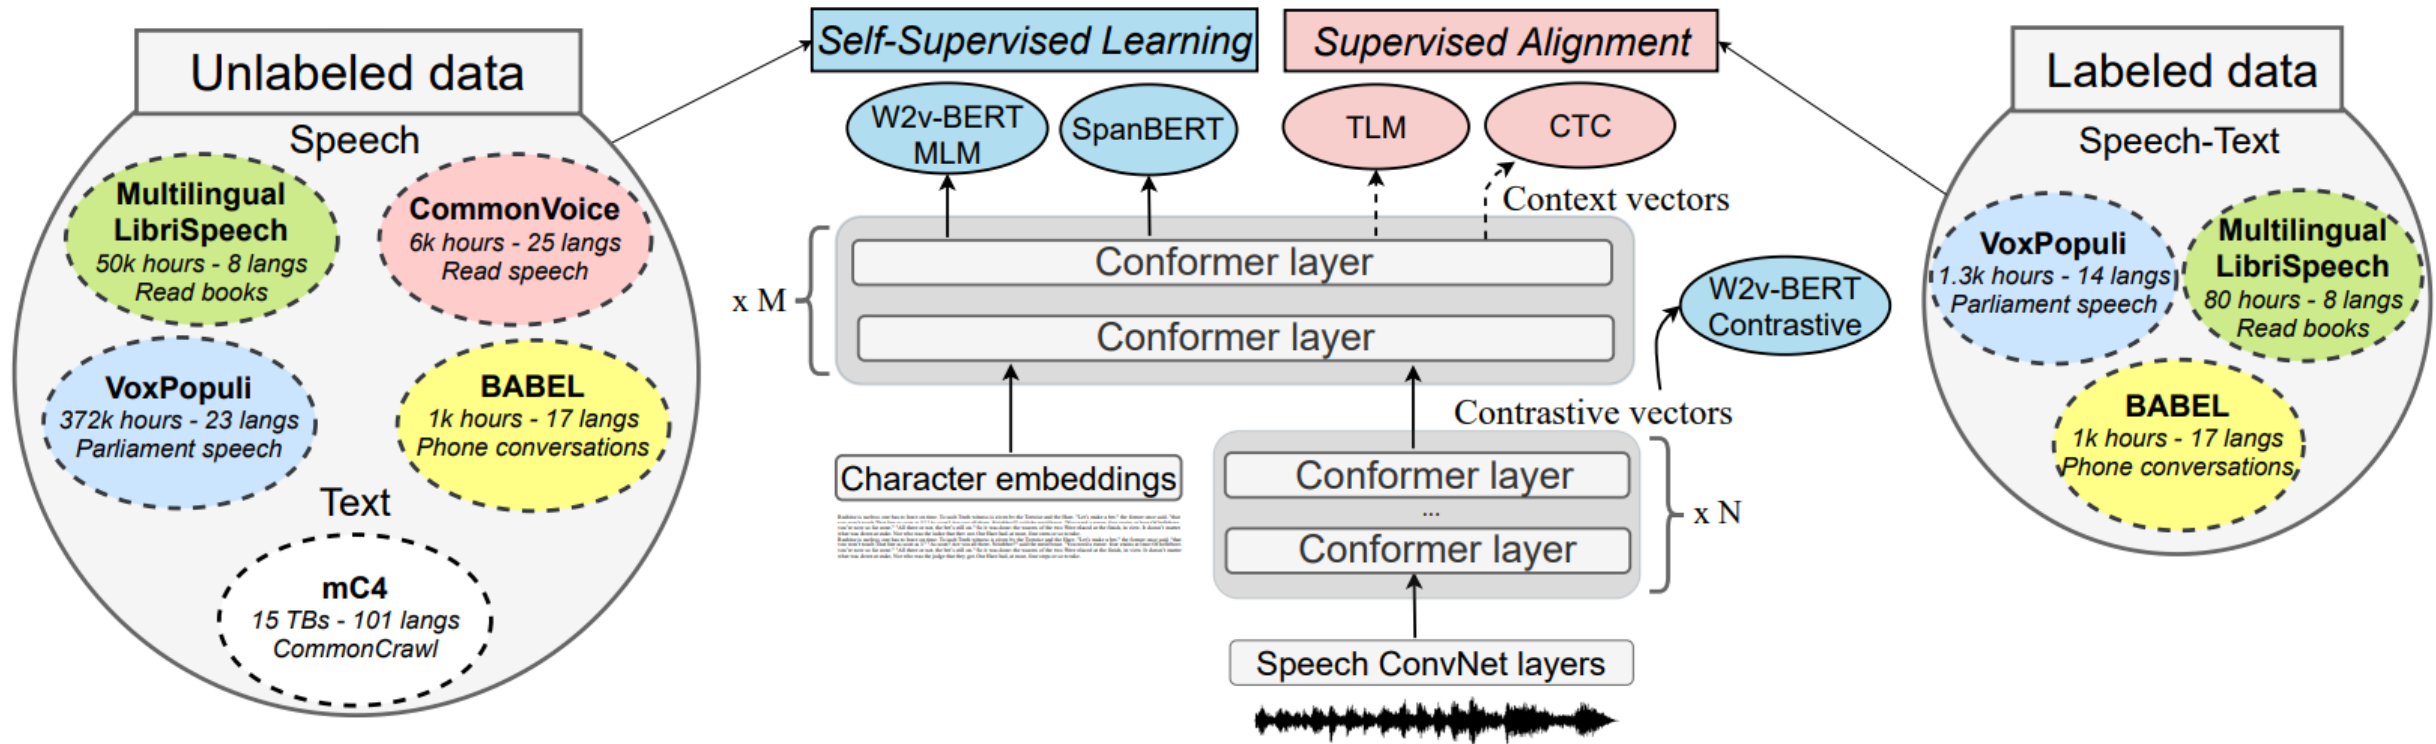 Unlabeled data
Speech
Multilingual
LibriSpeech
50k hours - 8 langs
Read books
CommonVoice
6k hours - 25 langs
Read speech
VoxPopuli
372k hours - 23 langs
Parliament speech
BABEL
1k hours - 17 langs
Phone conversations
Text
mC4
15 TBs - 101 langs
CommonCrawl
Self-Supervised Learning
Supervised Alignment
W2v-BERT
MLM
SpanBERT
TLM
CTC
Context vectors
x M
Conformer layer
Conformer layer
W2v-BERT
Contrastive
Contrastive vectors
Character embeddings
Conformer layer
...
Conformer layer
x N
Speech ConvNet layers
Labeled data
Speech-Text
VoxPopuli
1.3k hours - 14 langs
Parliament speech
Multilingual
LibriSpeech
80 hours - 8 langs
Read books
BABEL
1k hours - 17 langs
Phone conversations